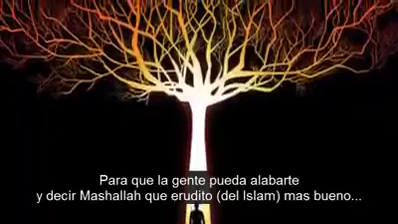 Para que la gente pueda alabarte
y decir Mashallah que erudito (del Islam) mas bueno...